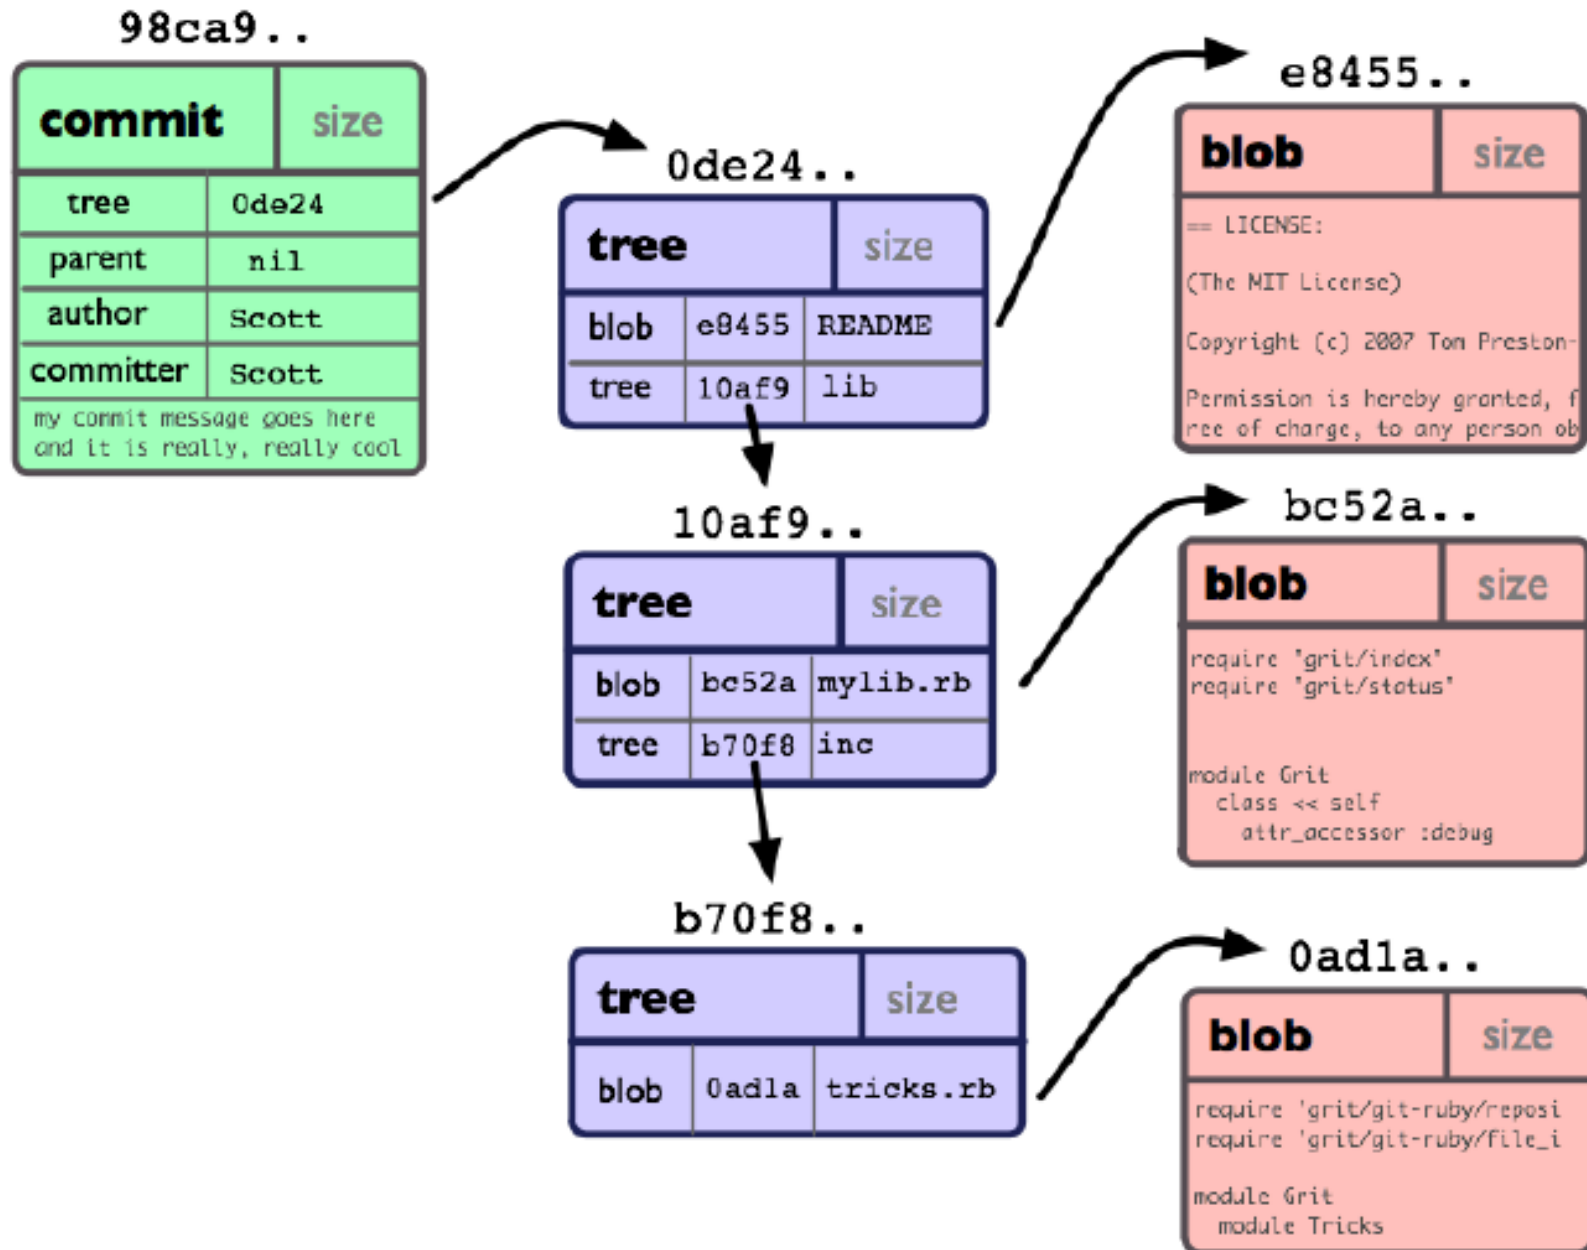 98ca9..
commit size
tree 0de24
parent nil
author Scott
committer Scott
my commit message goes here
and it is really, really cool
0de24..
tree size
blob e8455 README
tree 10af9 lib
10af9..
tree size
blob bc52a mylib.rb
tree b70f8 inc
b70f8..
tree size
blob 0ad1a tricks.rb
e8455..
blob size
== LICENSE:
(The MIT License)
Copyright (c) 2007 Tom Preston-
Permission is hereby granted, f
ree of charge, to any person ob
bc52a..
blob size
require 'grit/index'
require 'grit/status'
module Grit
class << self
attr_accessor :debug
0ad1a..
blob size
require 'grit/git-ruby/reposi
require 'grit/git-ruby/file_i
module Grit
module Tricks